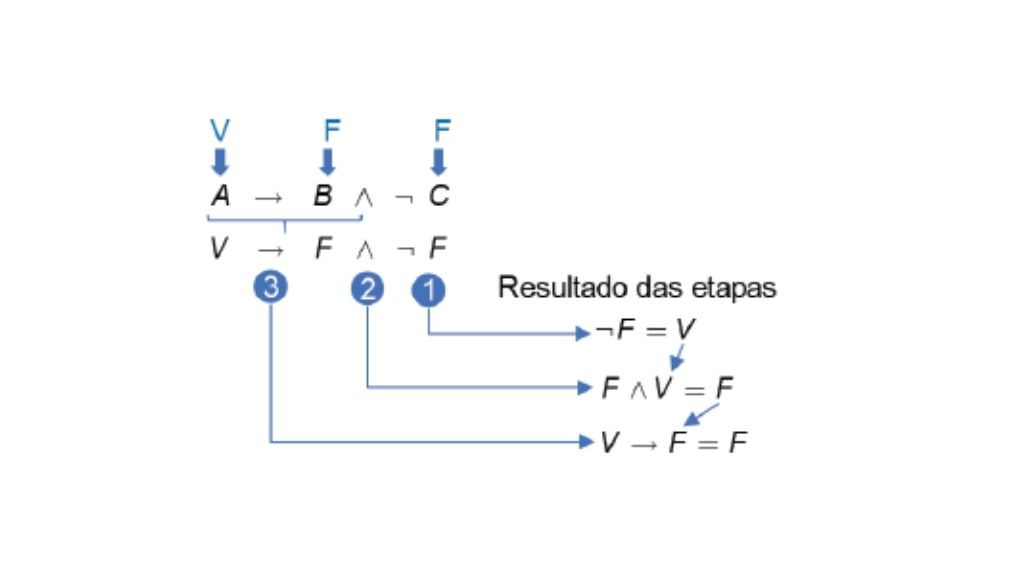 V F F
A → B ∧ ¬ C
V → F ∧ ¬ F
3 2 1 Resultado das etapas
¬F = V
F ∧ V = F
V → F = F